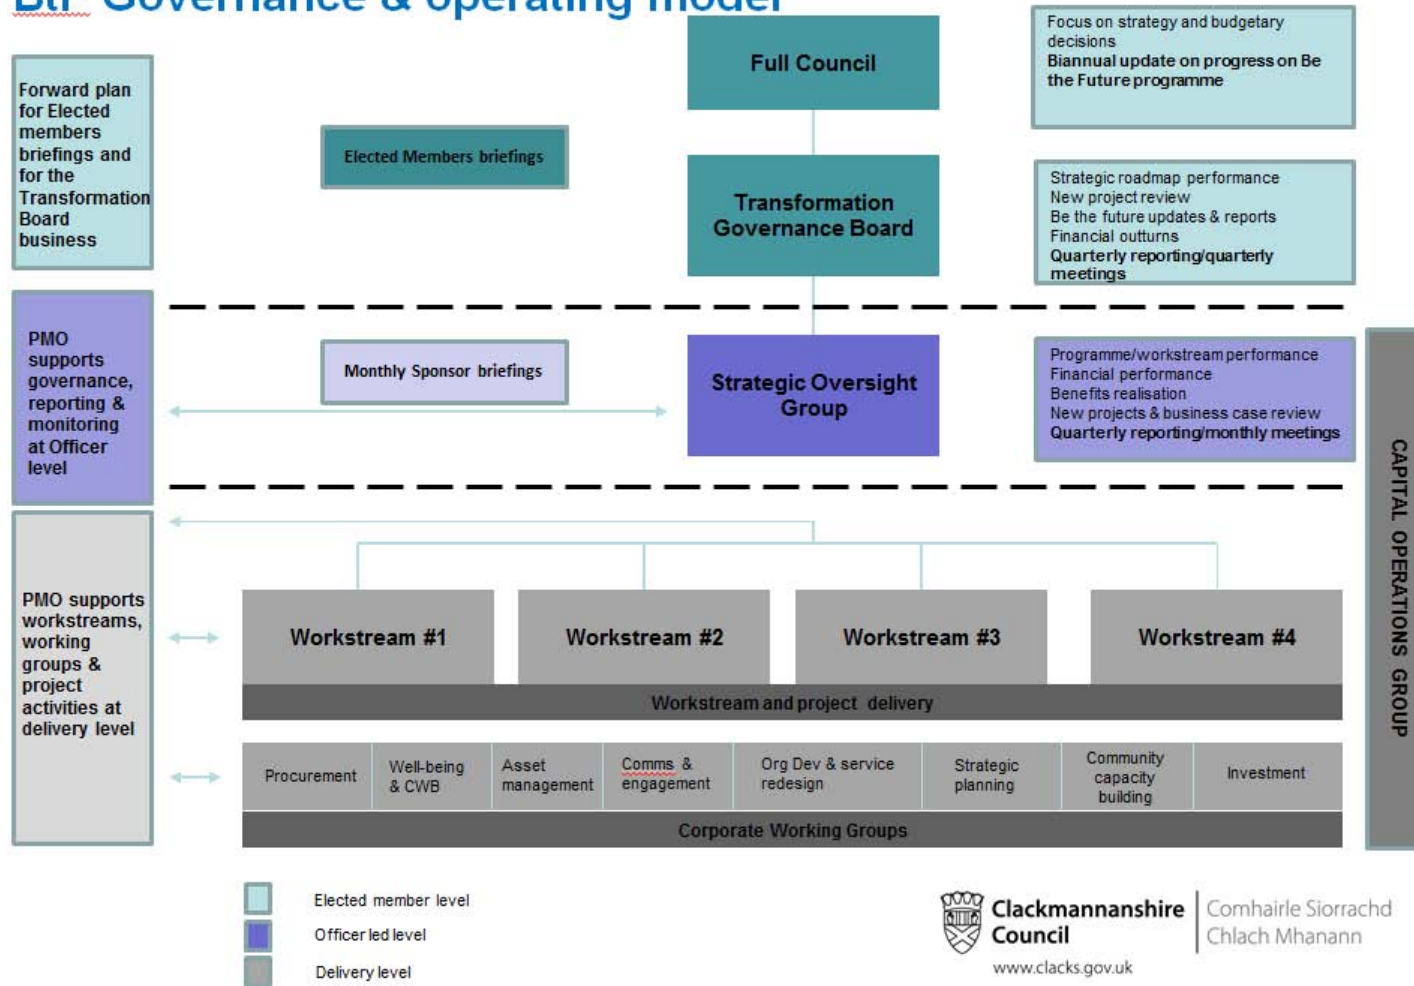 BtF Governance & operating model
Forward plan
for Elected
members
briefings and
for the
Transformation
Board
business
Elected Members briefings
Full Council
Focus on strategy and budgetary
decisions
Biannual update on progress on Be
the Future programme
Transformation
Governance Board
Strategic roadmap performance
New project review
Be the future updates & reports
Financial outturns
Quarterly reporting/quarterly
meetings
PMO
supports
governance,
reporting &
monitoring
at Officer
level
Monthly Sponsor briefings
Strategic Oversight
Group
Programme/workstream performance
Financial performance
Benefits realisation
New projects & business case review
Quarterly reporting/monthly meetings
CAPITAL OPERATIONS GROUP
PMO supports
workstreams,
working
groups &
project
activities at
delivery level
Workstream #1
Workstream #2
Workstream #3
Workstream #4
Workstream and project delivery
Procurement
Well-being
& CWB
Asset
management
Comms &
engagement
Org Dev & service
redesign
Strategic
planning
Community
capacity
building
Investment
Corporate Working Groups
Elected member level
Officer led level
Delivery level
Clackmannanshire
Council
www.clacks.gov.uk
Comhairle Siorrachd
Chlach Mhanann